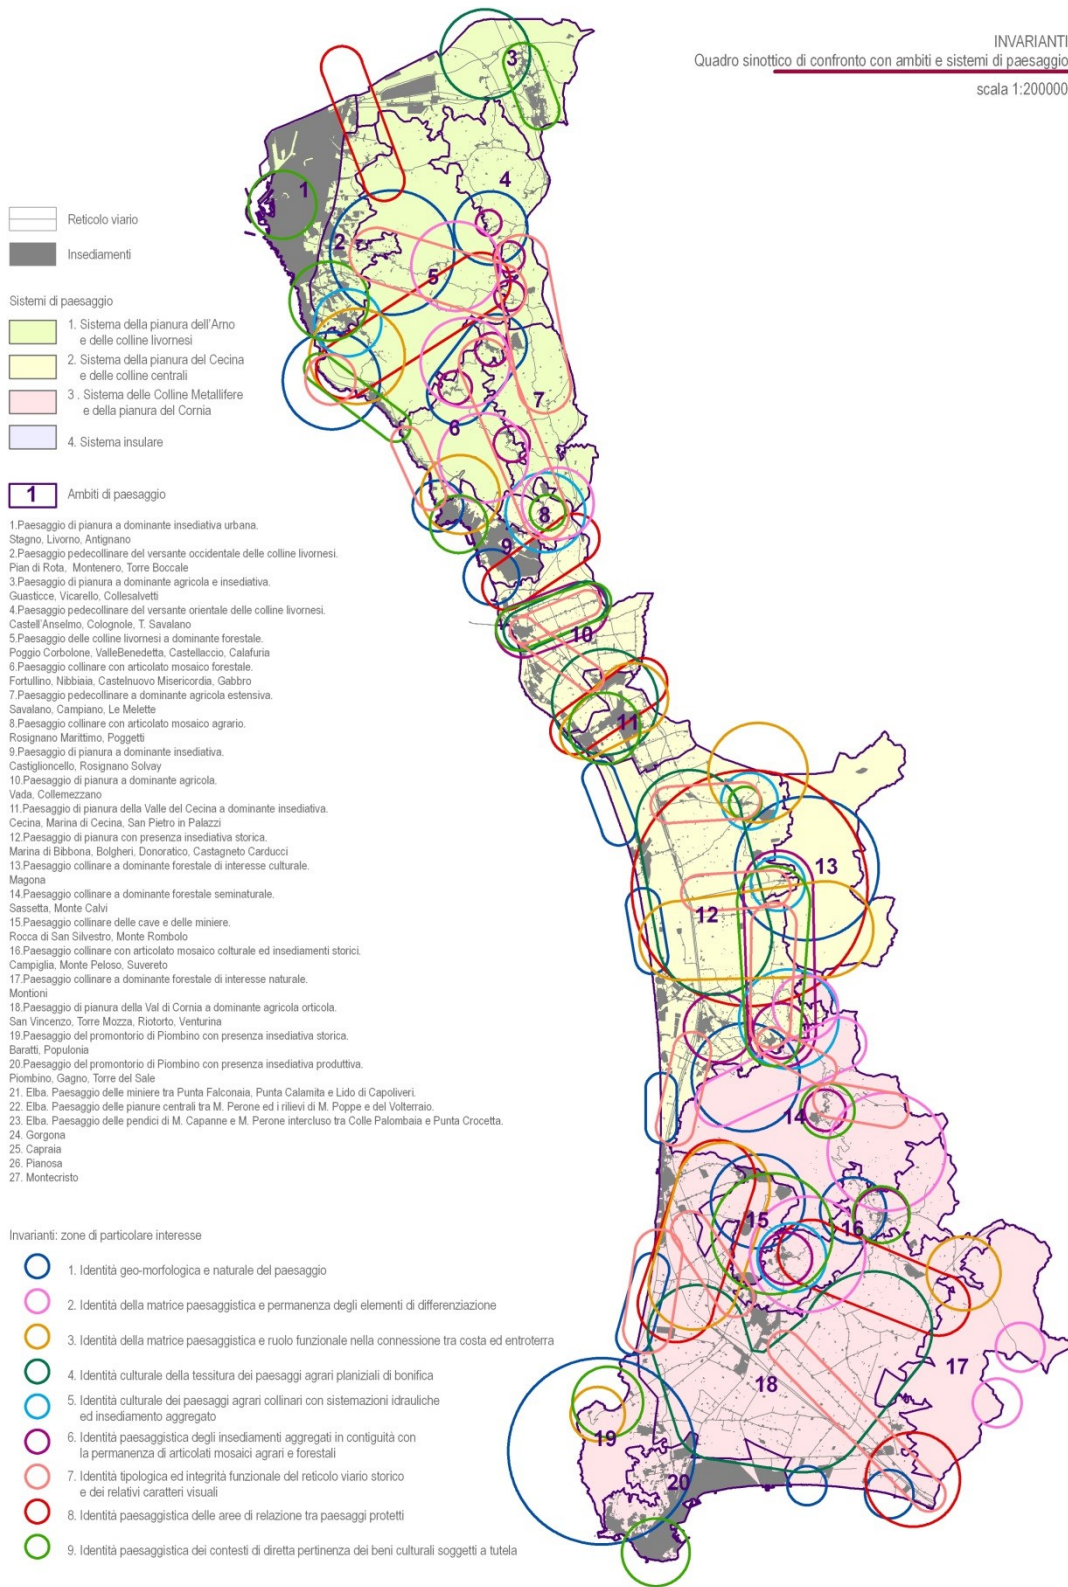 INVARIANTI
Quadro sinottico di confronto con ambiti e sistemi di paesaggio
scala 1:200000
Reticolo viario
Insediamenti
Sistemi di paesaggio
1. Sistema della pianura dell'Arno
e delle colline livornesi
2. Sistema della pianura del Cecina
e delle colline centrali
3 . Sistema delle Colline Metallifere
e della pianura del Cornia
4. Sistema insulare
1 Ambiti di paesaggio
1.Paesaggio di pianura a dominante insediativa urbana.
Stagno, Livorno, Antignano
2.Paesaggio pedecollinare del versante occidentale delle colline livornesi.
Pian di Rota, Montenero, Torre Boccale
3.Paesaggio di pianura a dominante agricola e insediativa.
Guasticce, Vicarello, Collesalvetti
4.Paesaggio pedecollinare del versante orientale delle colline livornesi.
Castell'Anselmo, Colognole, T. Savalano
5.Paesaggio delle colline livornesi a dominante forestale.
Poggio Corbolone, ValleBenedetta, Castellaccio, Calafuria
6.Paesaggio collinare con articolato mosaico forestale.
Fortullino, Nibbiaia, Castelnuovo Misericordia, Gabbro
7.Paesaggio pedecollinare a dominante agricola estensiva.
Savalano, Campiano, Le Melette
8.Paesaggio collinare con articolato mosaico agrario.
Rosignano Marittimo, Poggetti
9.Paesaggio di pianura a dominante insediativa.
Castiglioncello, Rosignano Solvay
10.Paesaggio di pianura a dominante agricola.
Vada, Collemezzano
11.Paesaggio di pianura della Valle del Cecina a dominante insediativa.
Cecina, Marina di Cecina, San Pietro in Palazzi
12.Paesaggio di pianura con presenza insediativa storica.
Marina di Bibbona, Bolgheri, Donoratico, Castagneto Carducci
13.Paesaggio collinare a dominante forestale di interesse culturale.
Magona
14.Paesaggio collinare a dominante forestale seminaturale.
Sassetta, Monte Calvi
15.Paesaggio collinare delle cave e delle miniere.
Rocca di San Silvestro, Monte Rombolo
16.Paesaggio collinare con articolato mosaico colturale ed insediamenti storici.
Campiglia, Monte Peloso, Suvereto
17.Paesaggio collinare a dominante forestale di interesse naturale.
Montioni
18.Paesaggio di pianura della Val di Cornia a dominante agricola orticola.
San Vincenzo, Torre Mozza, Riotorto, Venturina
19.Paesaggio del promontorio di Piombino con presenza insediativa storica.
Baratti, Populonia
20.Paesaggio del promontorio di Piombino con presenza insediativa produttiva.
Piombino, Gagno, Torre del Sale
21. Elba. Paesaggio delle miniere tra Punta Falconaia, Punta Calamita e Lido di Capoliveri.
22. Elba. Paesaggio delle pianure centrali tra M. Perone ed i rilievi di M. Poppe e del Volterraio.
23. Elba. Paesaggio delle pendici di M. Capanne e M. Perone intercluso tra Colle Palombaia e Punta Crocetta.
24. Gorgona
25. Capraia
26. Pianosa
27. Montecristo
Invarianti: zone di particolare interesse
1. Identità geo-morfologica e naturale del paesaggio
2. Identità della matrice paesaggistica e permanenza degli elementi di differenziazione
3. Identità della matrice paesaggistica e ruolo funzionale nella connessione tra costa ed entroterra
4. Identità culturale della tessitura dei paesaggi agrari planiziali di bonifica
5. Identità culturale dei paesaggi agrari collinari con sistemazioni idrauliche
ed insediamento aggregato
6. Identità paesaggistica degli insediamenti aggregati in contiguità con
la permanenza di articolati mosaici agrari e forestali
7. Identità tipologica ed integrità funzionale del reticolo viario storico
e dei relativi caratteri visuali
8. Identità paesaggistica delle aree di relazione tra paesaggi protetti
9. Identità paesaggistica dei contesti di diretta pertinenza dei beni culturali soggetti a tutela
3
4
1
2
5
7
6
8
9
10
11
13
12
14
16
15
17
18
19
20